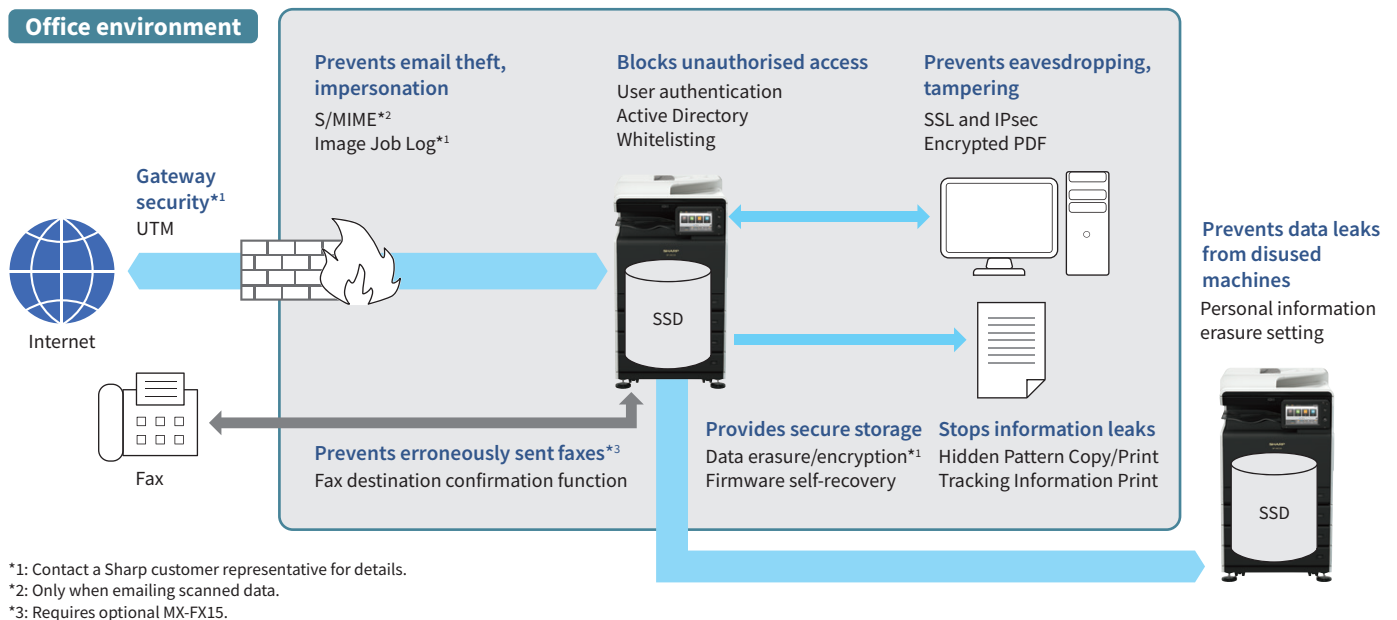 Office environment
Prevents email theft,
impersonation
S/MIME*2
Image Job Log*1
Blocks unauthorised access
User authentication
Active Directory
Whitelisting
Prevents eavesdropping,
tampering
SSL and IPsec
Encrypted PDF
Gateway
security*1
UTM
Internet
SHARP
SSD
Prevents data leaks
from disused
machines
Personal information
erasure setting
Fax
Prevents erroneously sent faxes*3
Fax destination confirmation function
Provides secure storage
Data erasure/encryption*1
Firmware self-recovery
Stops information leaks
Hidden Pattern Copy/Print
Tracking Information Print
SHARP
SSD
*1: Contact a Sharp customer representative for details.
*2: Only when emailing scanned data.
*3: Requires optional MX-FX15.